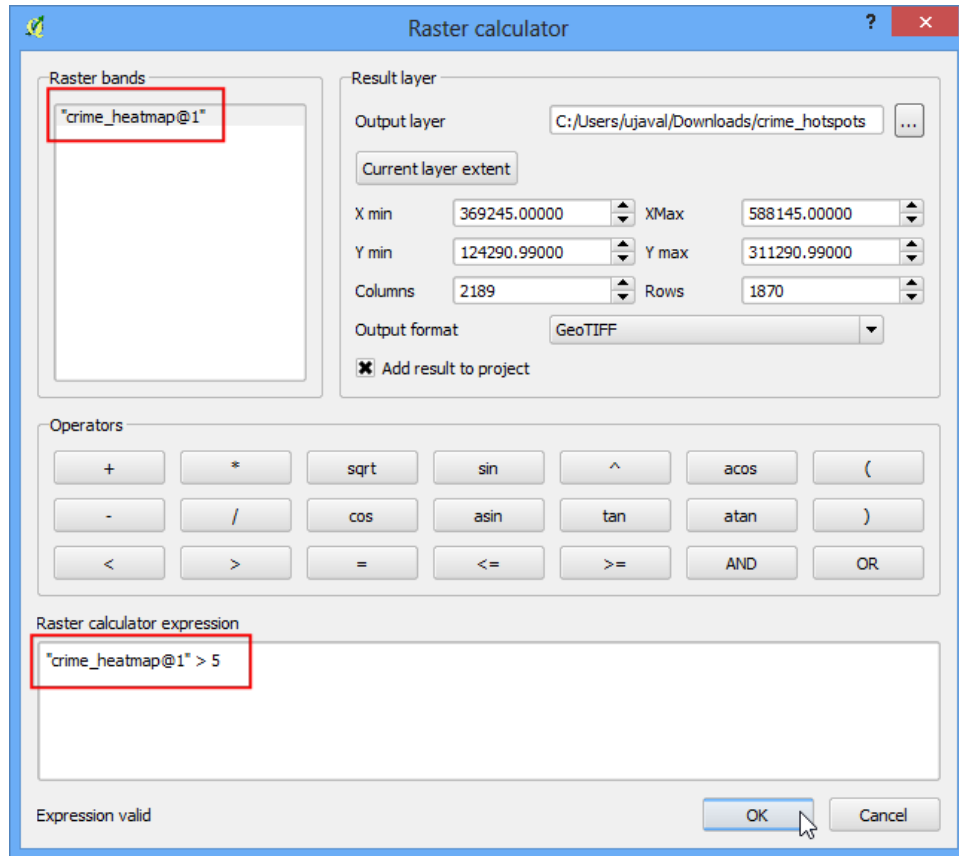 Raster calculator
?
×
Raster bands
"crime_heatmap@1"
Result layer
Output layer C:/Users/ujaval/Downloads/crime_hotspots ...
Current layer extent
X min 369245.00000 XMax 588145.00000
Y min 124290.99000 Y max 311290.99000
Columns 2189 Rows 1870
Output format GeoTIFF
Add result to project
Operators
+ * sqrt sin ^ acos (
- / cos asin tan atan )
< > = <= >= AND OR
Raster calculator expression
"crime_heatmap@1" > 5
Expression valid
OK Cancel